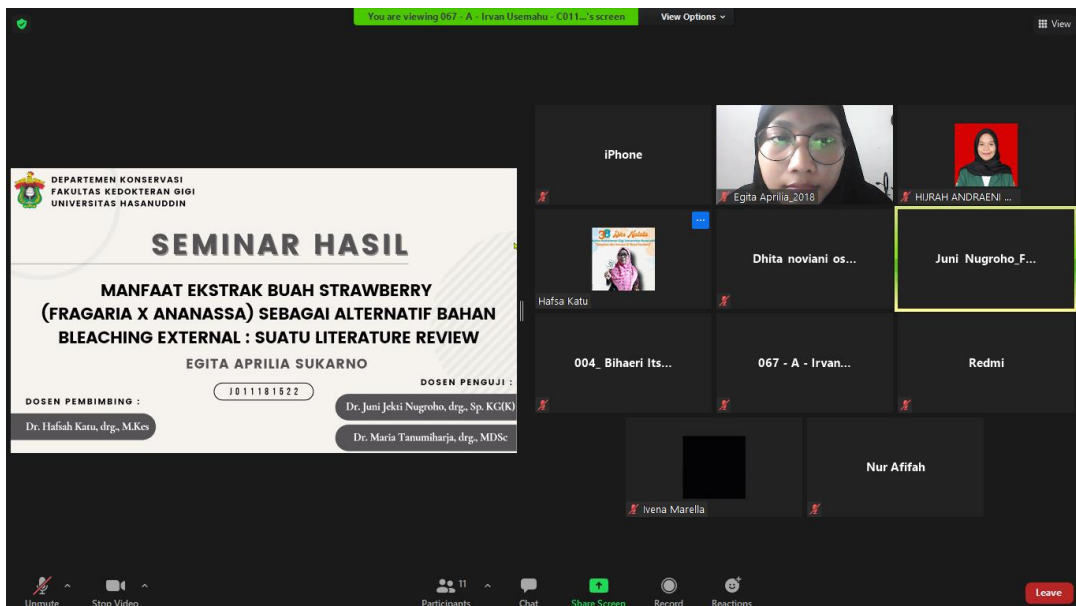 You are viewing 067 - A - Irvan Usemahu - C011...'s screen
View Options
View
DEPARTEMEN KONSERVASI
FAKULTAS KEDOKTERAN GIGI
UNIVERSITAS HASANUDDIN
SEMINAR HASIL
MANFAAT EKSTRAK BUAH STRAWBERRY
(FRAGARIA X ANANASSA) SEBAGAI ALTERNATIF BAHAN
BLEACHING EXTERNAL : SUATU LITERATURE REVIEW
EGITA APRILIA SUKARNO
J011181522
DOSEN PEMBIMBING :
Dr. Hafsah Katu, drg., M.Kes
DOSEN PENGUJI :
Dr. Juni Jekti Nugroho, drg., Sp. KG(K)
Dr. Maria Tanumiharja, drg., MDSc
iPhone
Egita Aprilia_2018
HIJRAH ANDRAENI ...
Hafsa Katu
Dhita noviani os...
Juni Nugroho_F...
004_ Bihaeri Its...
067 - A - Irvan...
Redmi
Ivena Marella
Nur Afifah
Unmute
Stop Video
11
Participants
Chat
Share Screen
Record
Reactions
Leave